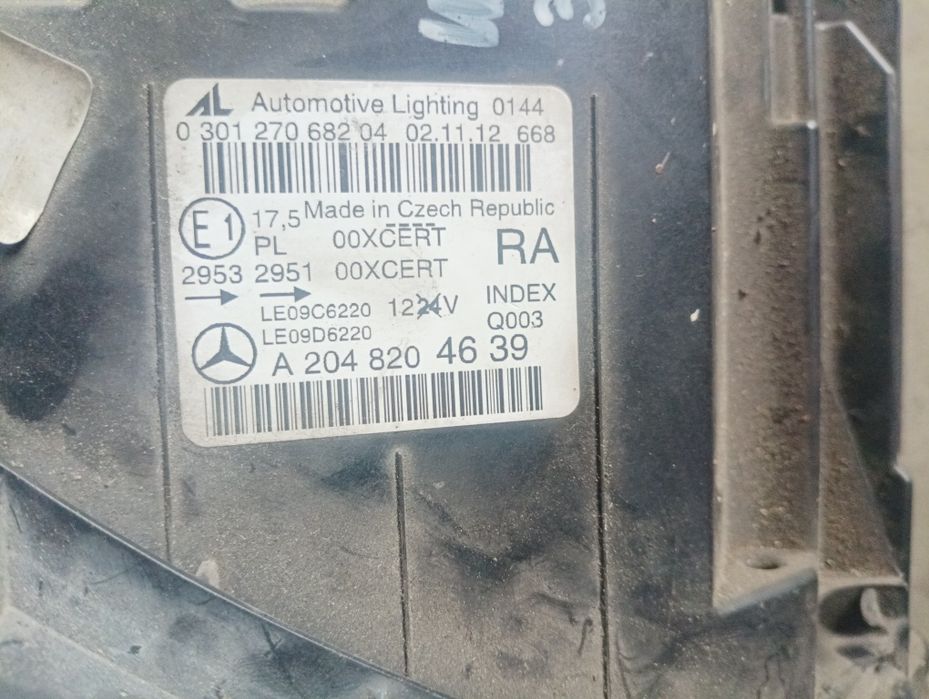 AL Automotive Lighting 0144
0 301 270 682 04 02.11.12 668
E1 17,5 Made in Czech Republic
PL 00XCERT RA
2953 2951 00XCERT
LE09C6220 12 24V INDEX
LE09D6220 Q003
A 204 820 46 39